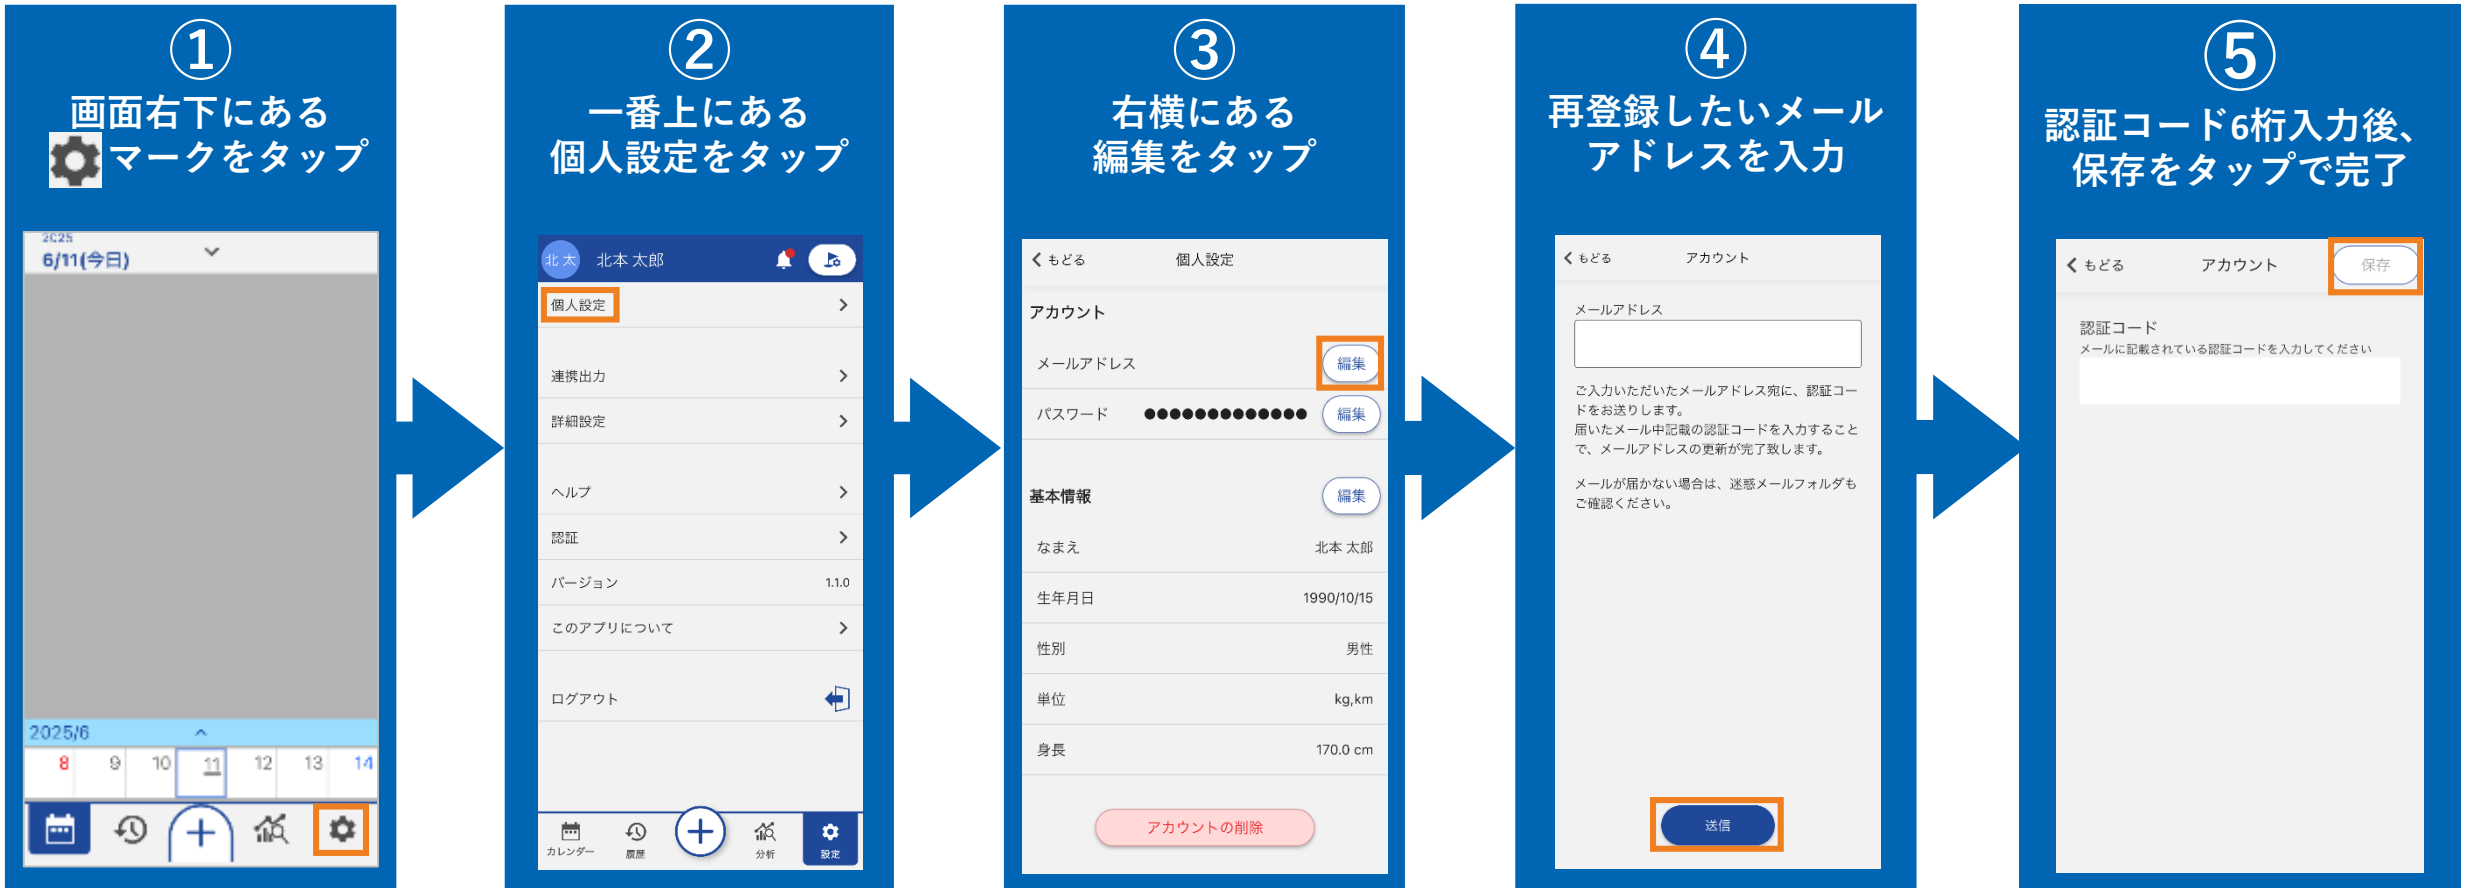 ①
画面右下にある
マークをタップ
2025
6/11(今日)
2025/6
8 9 10 11 12 13 14
②
一番上にある
個人設定をタップ
北 太 北本 太郎
個人設定
連携出力
詳細設定
ヘルプ
認証
バージョン 1.1.0
このアプリについて
ログアウト
カレンダー 履歴 分析 設定
③
右横にある
編集をタップ
もどる 個人設定
アカウント
メールアドレス 編集
パスワード ●●●●●●●●●●●●● 編集
基本情報 編集
なまえ 北本 太郎
生年月日 1990/10/15
性別 男性
単位 kg,km
身長 170.0 cm
アカウントの削除
④
再登録したいメール
アドレスを入力
もどる アカウント
メールアドレス
ご入力いただいたメールアドレス宛に、認証コー
ドをお送りします。
届いたメール中記載の認証コードを入力すること
で、メールアドレスの更新が完了致します。
メールが届かない場合は、迷惑メールフォルダも
ご確認ください。
送信
⑤
認証コード6桁入力後、
保存をタップで完了
もどる アカウント 保存
認証コード
メールに記載されている認証コードを入力してください